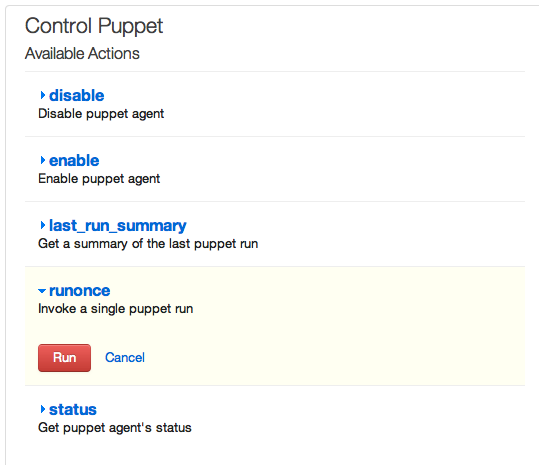 Control Puppet
Available Actions
disable
Disable puppet agent
enable
Enable puppet agent
last_run_summary
Get a summary of the last puppet run
runonce
Invoke a single puppet run
Run Cancel
status
Get puppet agent's status